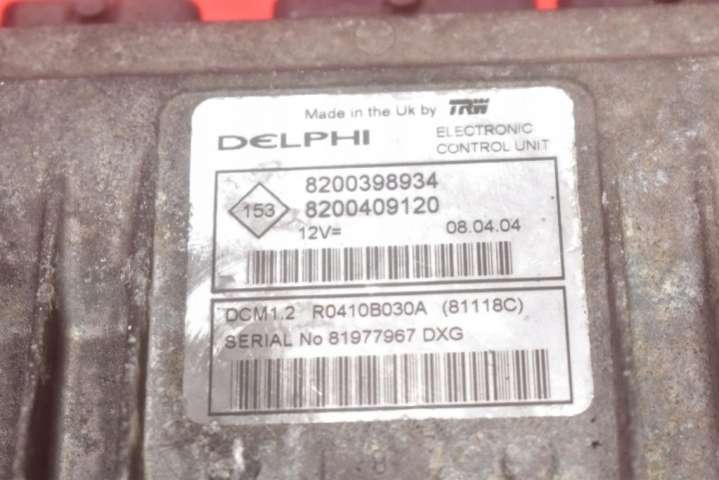 Made in the Uk by TRW
DELPHI
ELECTRONIC
CONTROL UNIT
153
8200398934
8200409120
12V= 08.04.04
DCM1.2 R0410B030A (81118C)
SERIAL No 81977967 DXG